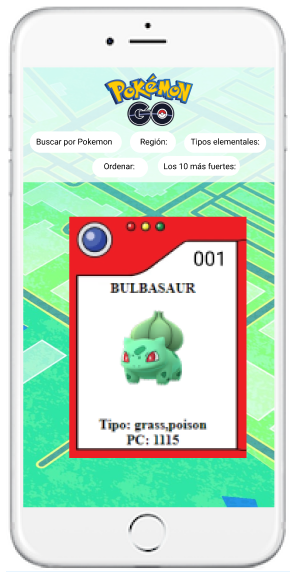 POKÉMON
GO
Buscar por Pokemon Región: Tipos elementales:
Ordenar: Los 10 más fuertes:
001
BULBASAUR
Tipo: grass,poison
PC: 1115